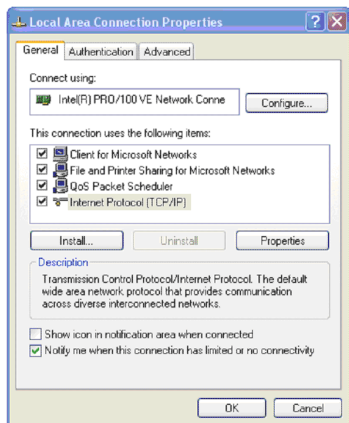 Local Area Connection Properties
General Authentication Advanced
Connect using:
Intel(R) PRO/100 VE Network Conne
Configure...
This connection uses the following items:
Client for Microsoft Networks
File and Printer Sharing for Microsoft Networks
QoS Packet Scheduler
Internet Protocol (TCP/IP)
Install... Uninstall Properties
Description
Transmission Control Protocol/Internet Protocol. The default
wide area network protocol that provides communication
across diverse interconnected networks.
Show icon in notification area when connected
Notify me when this connection has limited or no connectivity
OK Cancel